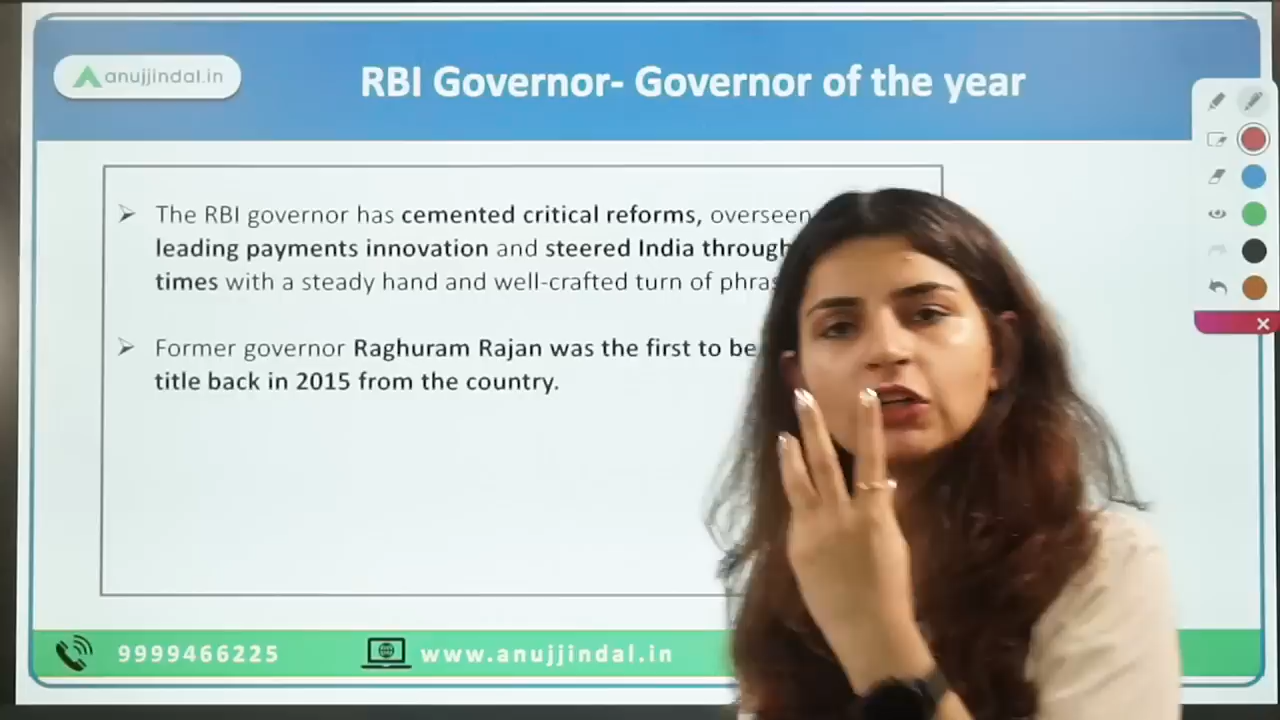 anujjindal.in
RBI Governor- Governor of the year
➢ The RBI governor has cemented critical reforms, overseen
leading payments innovation and steered India through
times with a steady hand and well-crafted turn of
➢ Former governor Raghuram Rajan was the first to be
title back in 2015 from the country.
9999466225
www.anujjindal.in